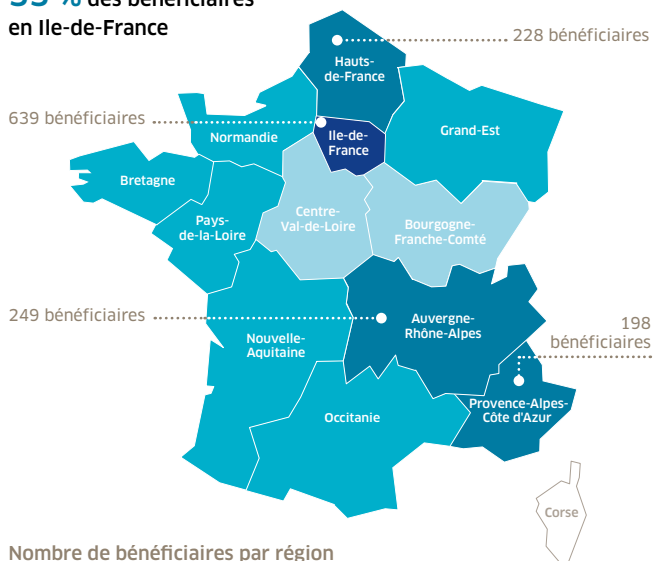 des bénéficiaires
en Ile-de-France
228 bénéficiaires
Hauts-
de-France
639 bénéficiaires
Normandie
Ile-de-
France
Grand-Est
Bretagne
Pays-
de-la-Loire
Centre-
Val-de-Loire
Bourgogne-
Franche-Comté
249 bénéficiaires
Auvergne-
Rhône-Alpes
198
bénéficiaires
Nouvelle-
Aquitaine
Provence-Alpes-
Côte d'Azur
Occitanie
Corse
Nombre de bénéficiaires par région